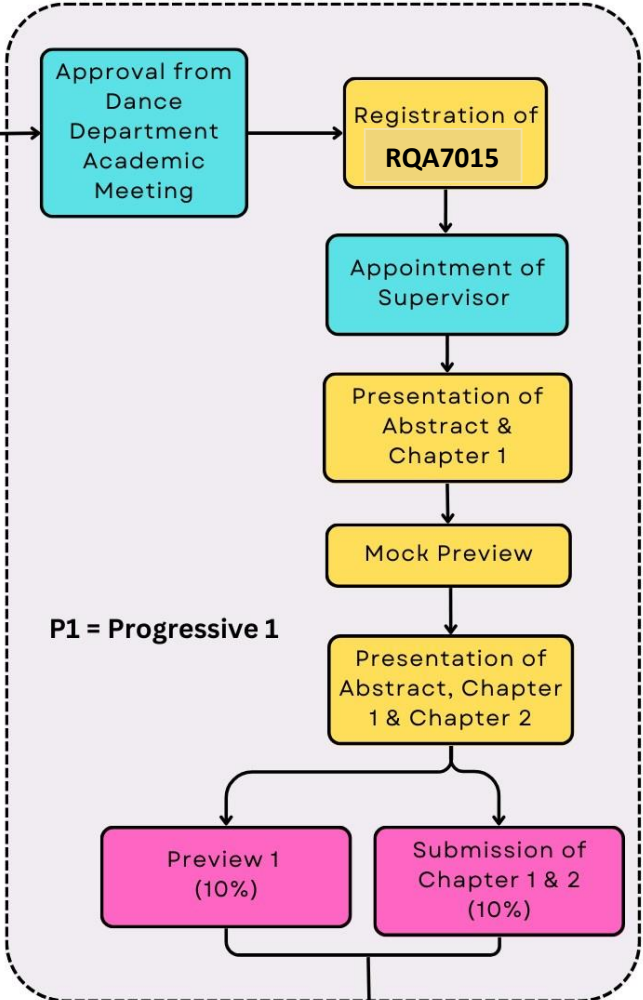 Approval from
Dance
Department
Academic
Meeting
Registration of
RQA7015
Appointment of
Supervisor
Presentation of
Abstract &
Chapter 1
Mock Preview
P1 = Progressive 1
Presentation of
Abstract, Chapter
1 & Chapter 2
Preview 1
(10%)
Submission of
Chapter 1 & 2
(10%)